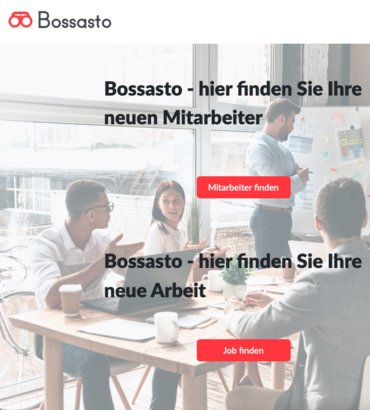 Bossasto
Bossasto - hier finden Sie Ihre
neuen Mitarbeiter
Mitarbeiter finden
Bossasto - hier finden Sie Ihre
neue Arbeit
Job finden